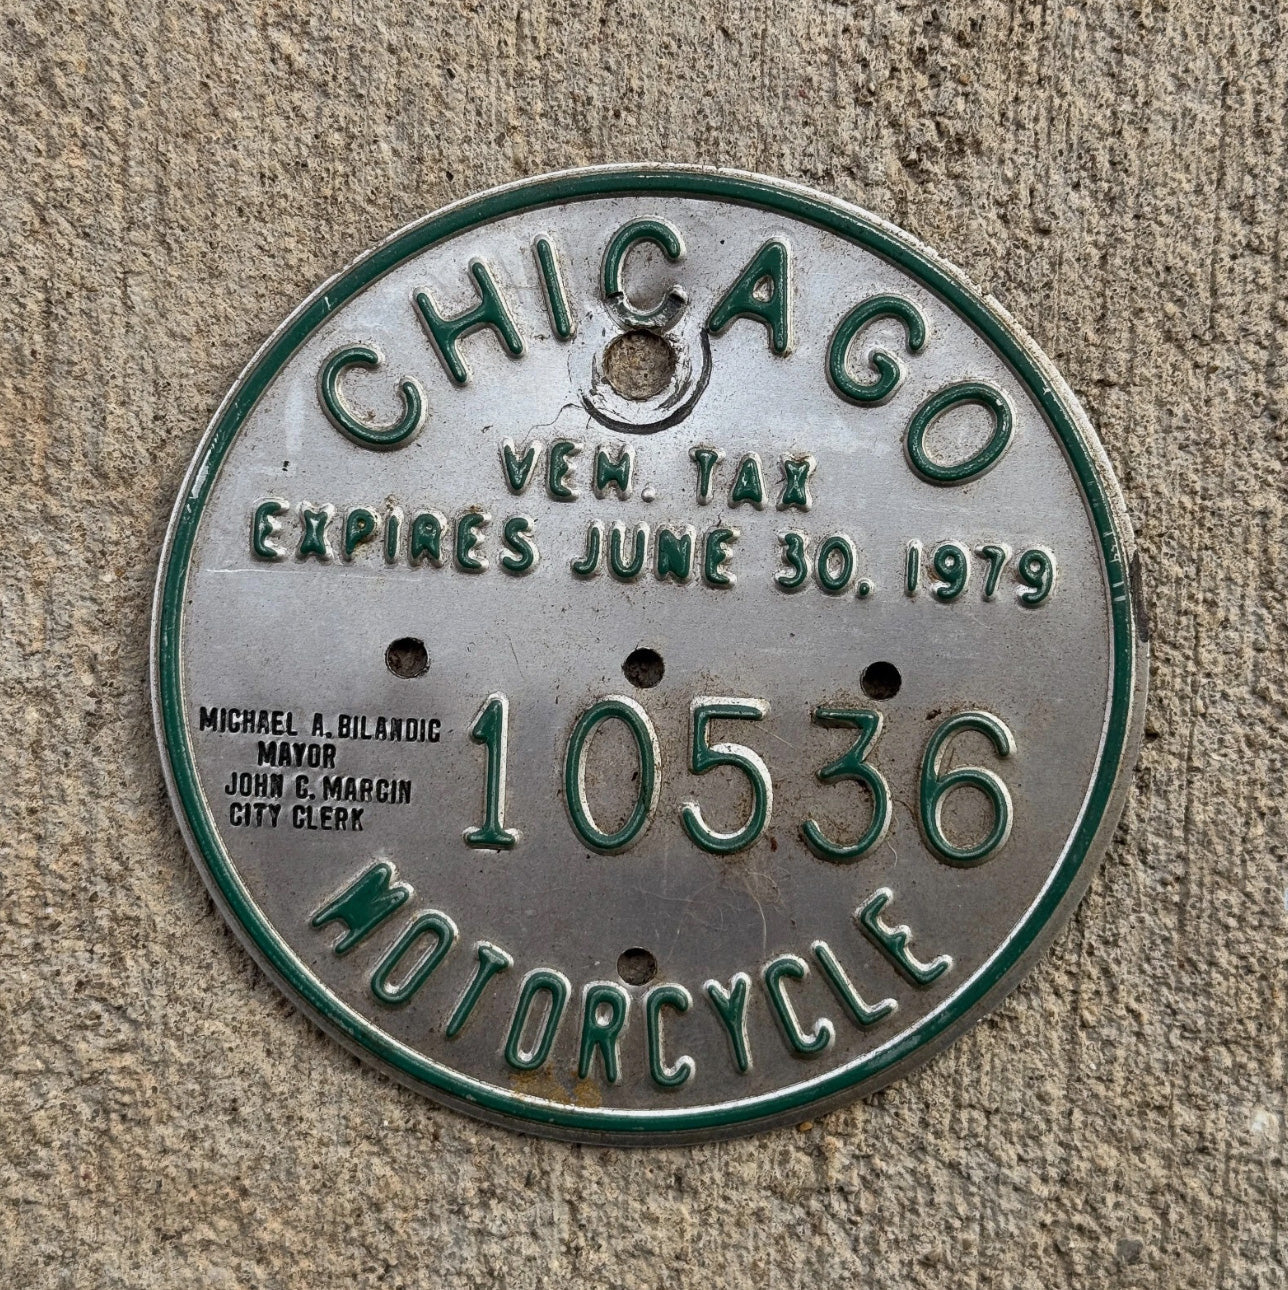 CHICAGO
VEH. TAX
EXPIRES JUNE 30. 1979
MICHAEL A. BILANDIC
MAYOR
JOHN C. MARCIN
CITY CLERK
10536
MOTORCYCLE